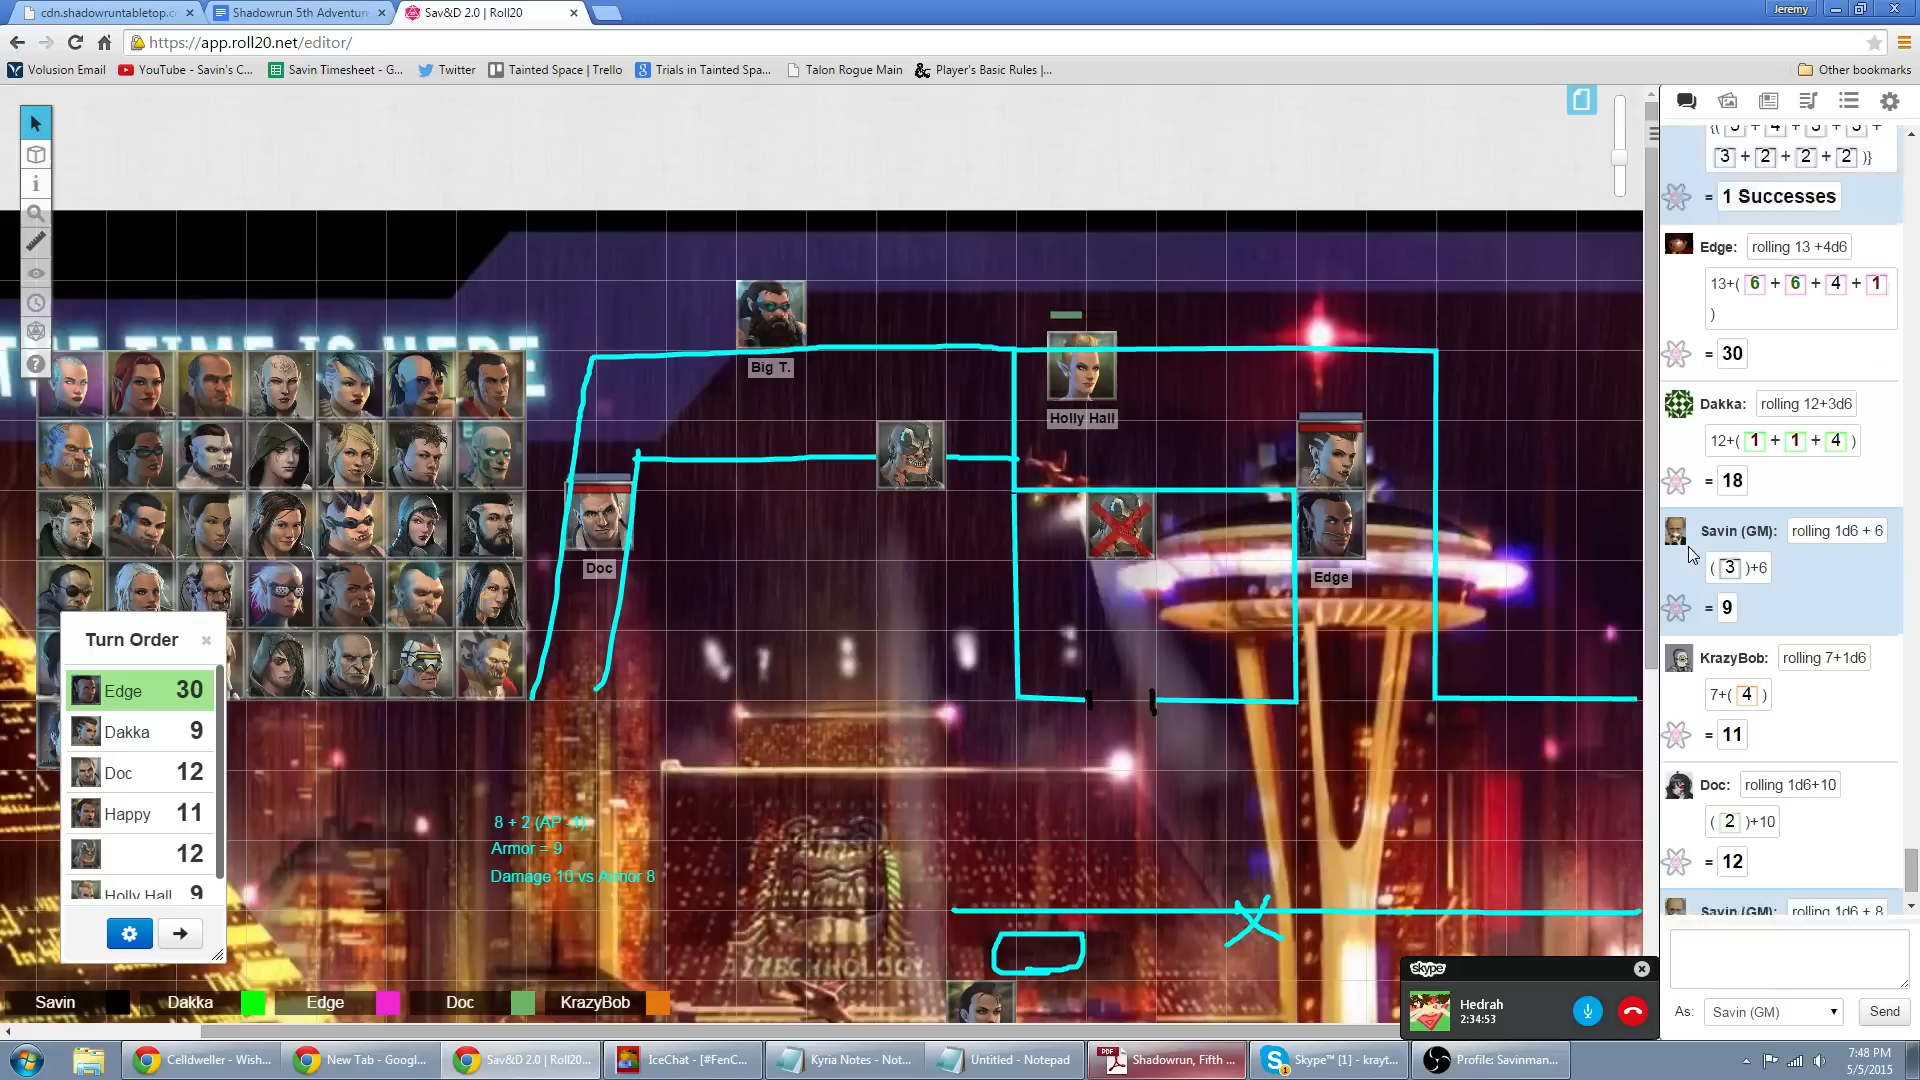 cdn.shadowruntabletop.c
Shadowrun 5th Adventur
Sav&D 2.0 | Roll20
Jeremy
https://app.roll20.net/editor/
Volusion Email
YouTube - Savin's C...
Savin Timesheet - G...
Twitter
Tainted Space | Trello
Trials in Tainted Spa...
Talon Rogue Main
Player's Basic Rules |...
Other bookmarks
3 + 2 + 2 + 2 )}
= 1 Successes
Edge: rolling 13 +4d6
13+( 6 + 6 + 4 + 1
)
= 30
Dakka: rolling 12+3d6
12+( 1 + 1 + 4 )
= 18
Savin (GM): rolling 1d6 + 6
( 3 )+6
= 9
KrazyBob: rolling 7+1d6
7+( 4 )
= 11
Doc: rolling 1d6+10
( 2 )+10
= 12
Savin (GM): rolling 1d6 + 8
As: Savin (GM)
Send
TIME IS HERE
Big T.
Holly Hall
Doc
Edge
Turn Order
Edge 30
Dakka 9
Doc 12
Happy 11
12
Holly Hall 9
8 + 2 (AP -1)
Armor = 9
Damage 10 vs Armor 8
TECHNOLOGY
Savin
Dakka
Edge
Doc
KrazyBob
skype
Hedrah
2:34:53
Celldweller - Wish...
New Tab - Googl...
Sav&D 2.0 | Roll20...
IceChat - [#FenC...
Kyria Notes - Not...
Untitled - Notepad
Shadowrun, Fifth ...
Skype™ [1] - krayt...
Profile: Savinman...
7:48 PM
5/5/2015